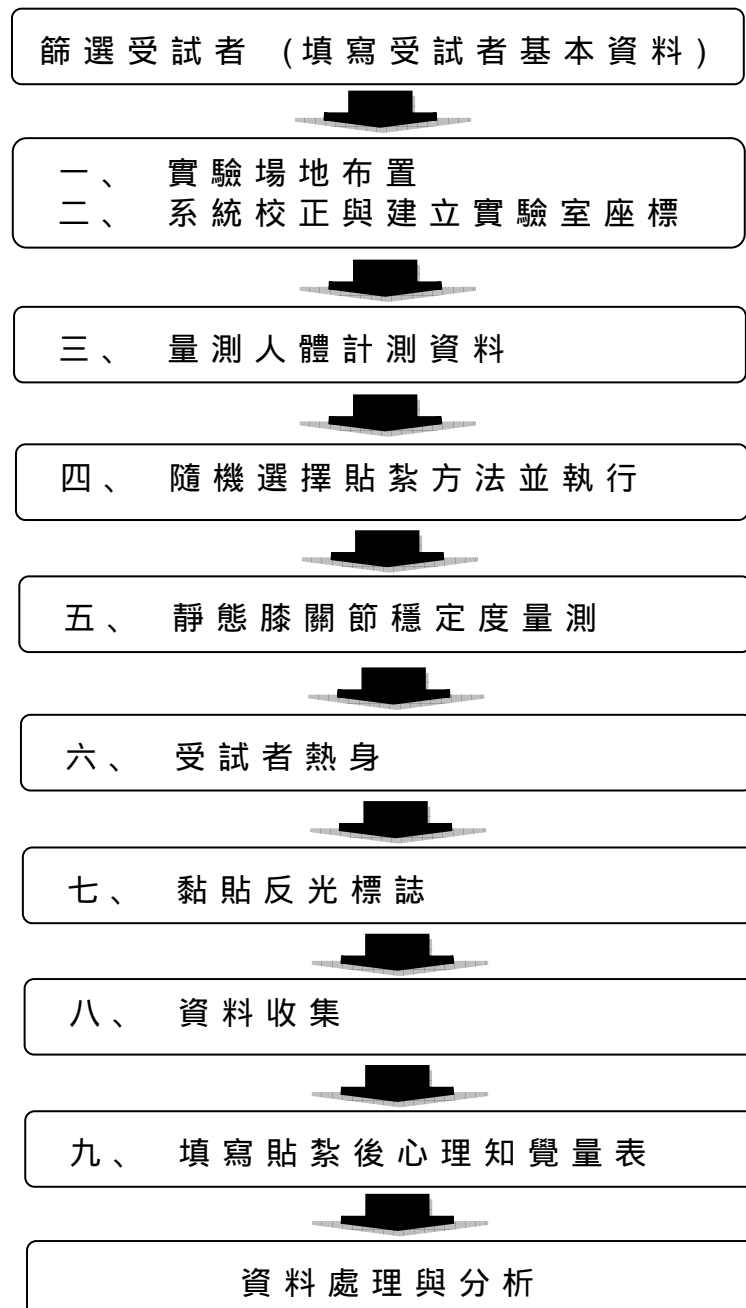 篩選受試者 (填寫受試者基本資料)
一、 實驗場地布置
二、 系統校正與建立實驗室座標
三、 量測人體計測資料
四、 隨機選擇貼紮方法並執行
五、 靜態膝關節穩定度量測
六、 受試者熱身
七、 黏貼反光標誌
八、 資料收集
九、 填寫貼紮後心理知覺量表
資料處理與分析